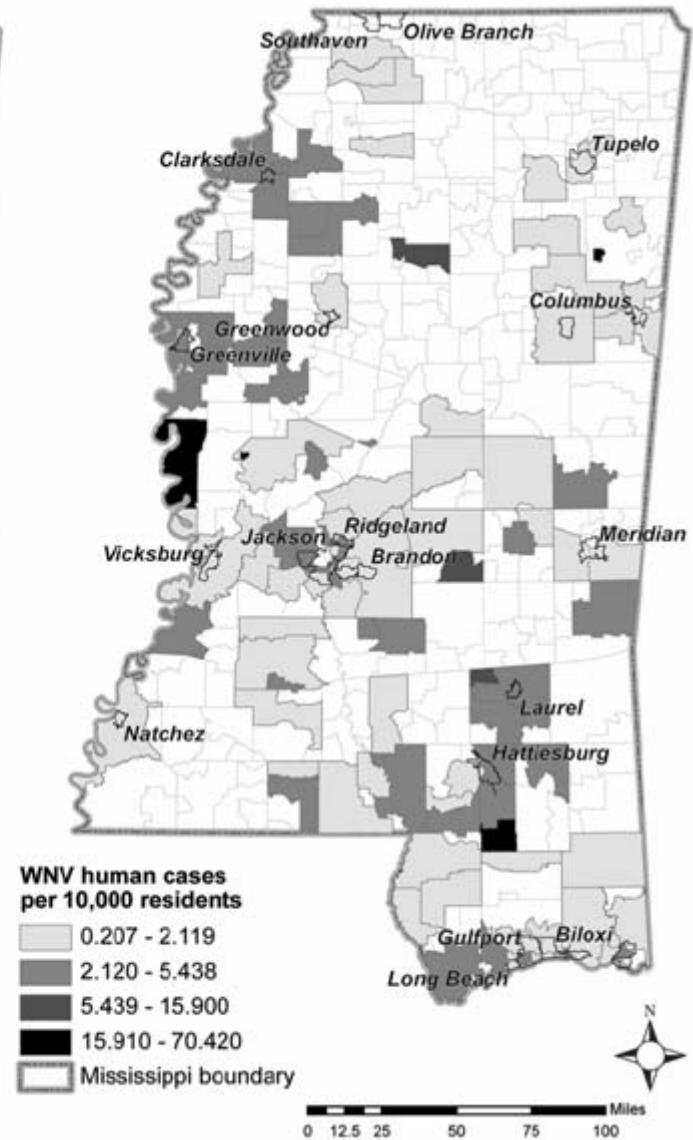 Olive Branch
Southaven
Tupelo
Clarksdale
Columbus
Greenwood
Greenville
Ridgeland
Jackson
Meridian
Vicksburg
Brandon
Laurel
Natchez
Hattiesburg
WNV human cases
per 10,000 residents
0.207 - 2.119
2.120 - 5.438
5.439 - 15.900
15.910 - 70.420
Mississippi boundary
Gulfport
Biloxi
Long Beach
N
Miles
0 12.5 25 50 75 100